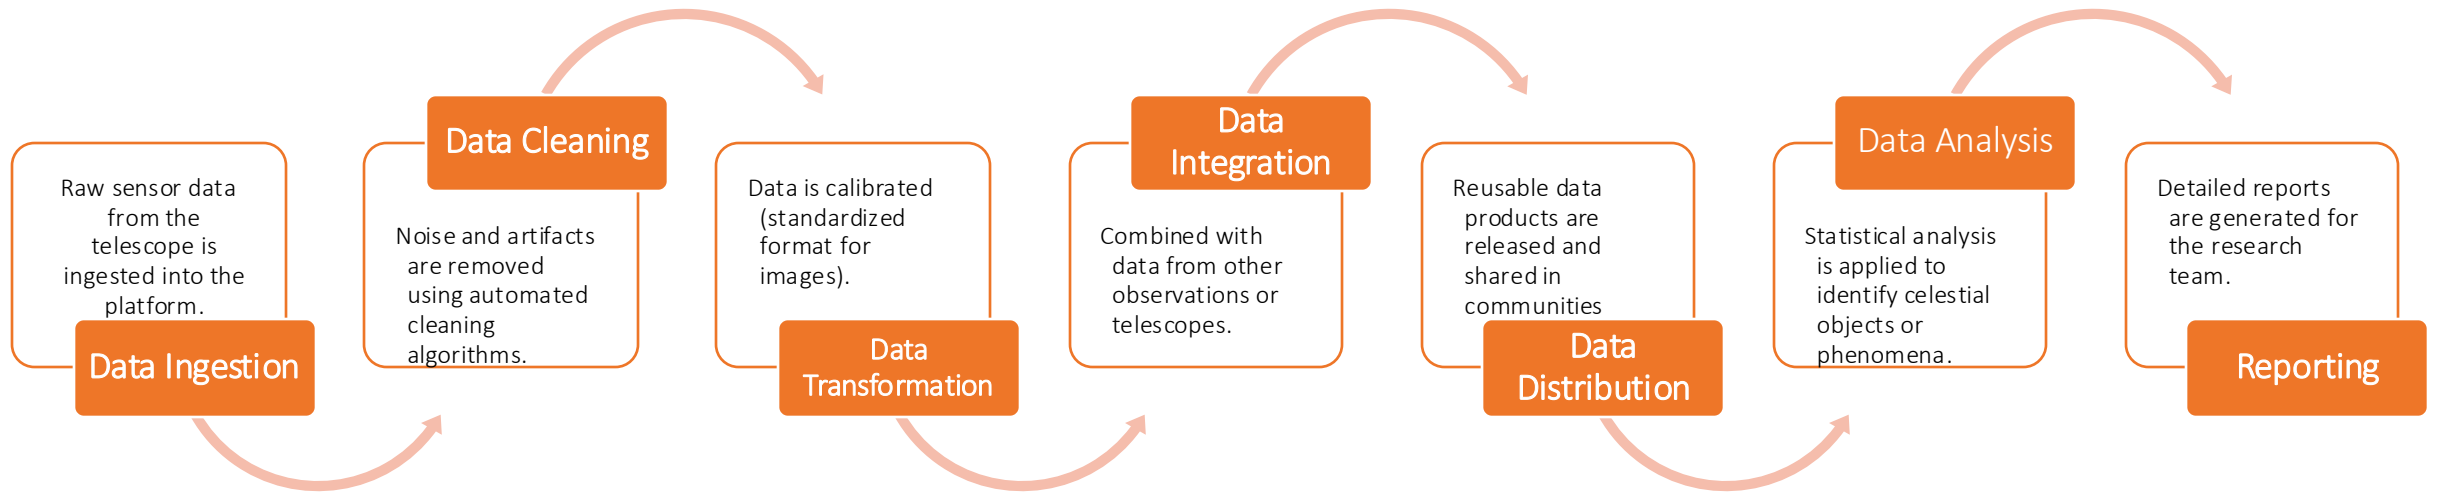 Raw sensor data
from the
telescope is
ingested into the
platform.
Data Ingestion
Data Cleaning
Noise and artifacts
are removed
using automated
cleaning
algorithms.
Data is calibrated
(standardized
format for
images).
Data
Transformation
Data
Integration
Combined with
data from other
observations or
telescopes.
Reusable data
products are
released and
shared in
communities
Data
Distribution
Data Analysis
Statistical analysis
is applied to
identify celestial
objects or
phenomena.
Detailed reports
are generated for
the research
team.
Reporting